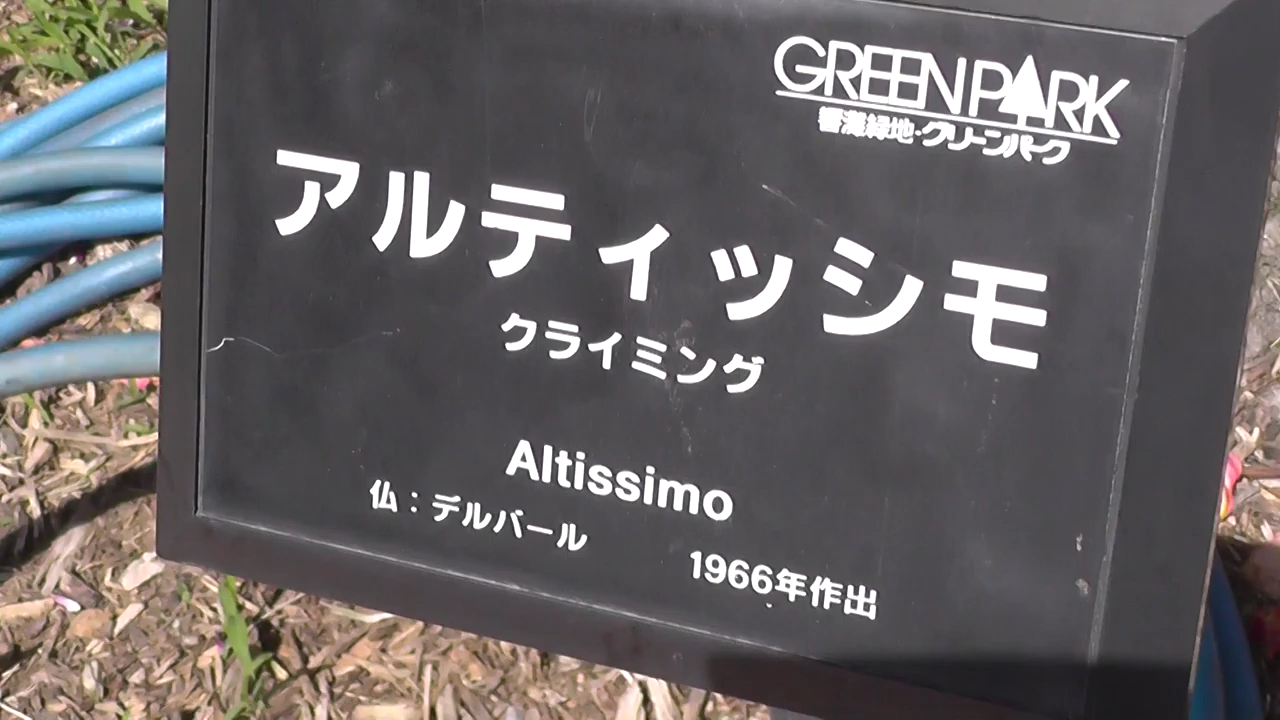 GREEN PARK
響灘緑地・グリーンパーク
アルティッシモ
クライミング
Altissimo
仏：デルバール
1966年作出